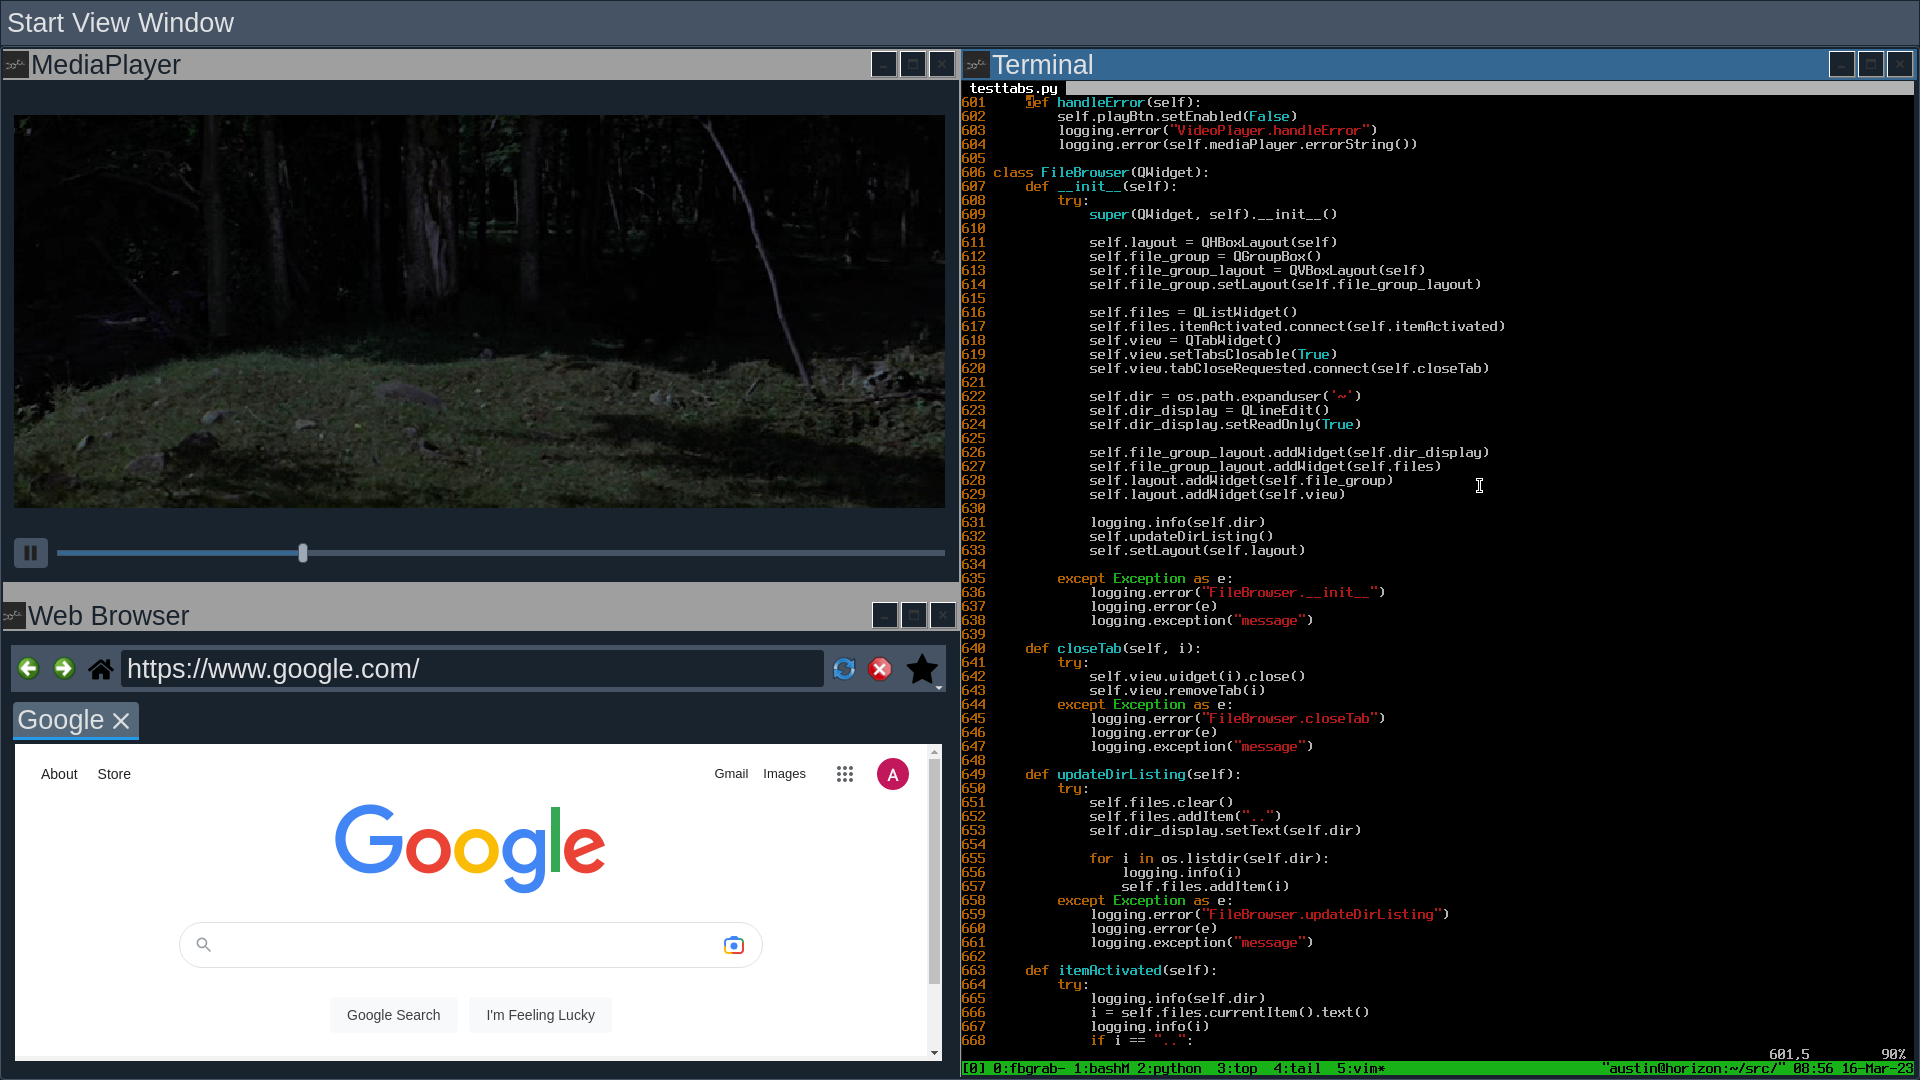 Start View Window
MediaPlayer
Web Browser
https://www.google.com/
Google
About Store Gmail Images A
Google
Google Search I'm Feeling Lucky
Terminal
testtabs.py
601     def handleError(self):
602         self.playBtn.setEnabled(False)
603         logging.error("VideoPlayer.handleError")
604         logging.error(self.mediaPlayer.errorString())
605
606 class FileBrowser(QWidget):
607     def __init__(self):
608         try:
609             super(QWidget, self).__init__()
610
611             self.layout = QHBoxLayout(self)
612             self.file_group = QGroupBox()
613             self.file_group_layout = QVBoxLayout(self)
614             self.file_group.setLayout(self.file_group_layout)
615
616             self.files = QListWidget()
617             self.files.itemActivated.connect(self.itemActivated)
618             self.view = QTabWidget()
619             self.view.setTabsClosable(True)
620             self.view.tabCloseRequested.connect(self.closeTab)
621
622             self.dir = os.path.expanduser('~')
623             self.dir_display = QLineEdit()
624             self.dir_display.setReadOnly(True)
625
626             self.file_group_layout.addWidget(self.dir_display)
627             self.file_group_layout.addWidget(self.files)
628             self.layout.addWidget(self.file_group)
629             self.layout.addWidget(self.view)
630
631             logging.info(self.dir)
632             self.updateDirListing()
633             self.setLayout(self.layout)
634
635         except Exception as e:
636             logging.error("FileBrowser.__init__")
637             logging.error(e)
638             logging.exception("message")
639
640     def closeTab(self, i):
641         try:
642             self.view.widget(i).close()
643             self.view.removeTab(i)
644         except Exception as e:
645             logging.error("FileBrowser.closeTab")
646             logging.error(e)
647             logging.exception("message")
648
649     def updateDirListing(self):
650         try:
651             self.files.clear()
652             self.files.addItem("..")
653             self.dir_display.setText(self.dir)
654
655             for i in os.listdir(self.dir):
656                 logging.info(i)
657                 self.files.addItem(i)
658         except Exception as e:
659             logging.error("FileBrowser.updateDirListing")
660             logging.error(e)
661             logging.exception("message")
662
663     def itemActivated(self):
664         try:
665             logging.info(self.dir)
666             i = self.files.currentItem().text()
667             logging.info(i)
668             if i == "..":
601,5 90%
[0] 0:fbgrab- 1:bashM 2:python  3:top  4:tail  5:vim* "austin@horizon:~/src/" 08:56 16-Mar-23